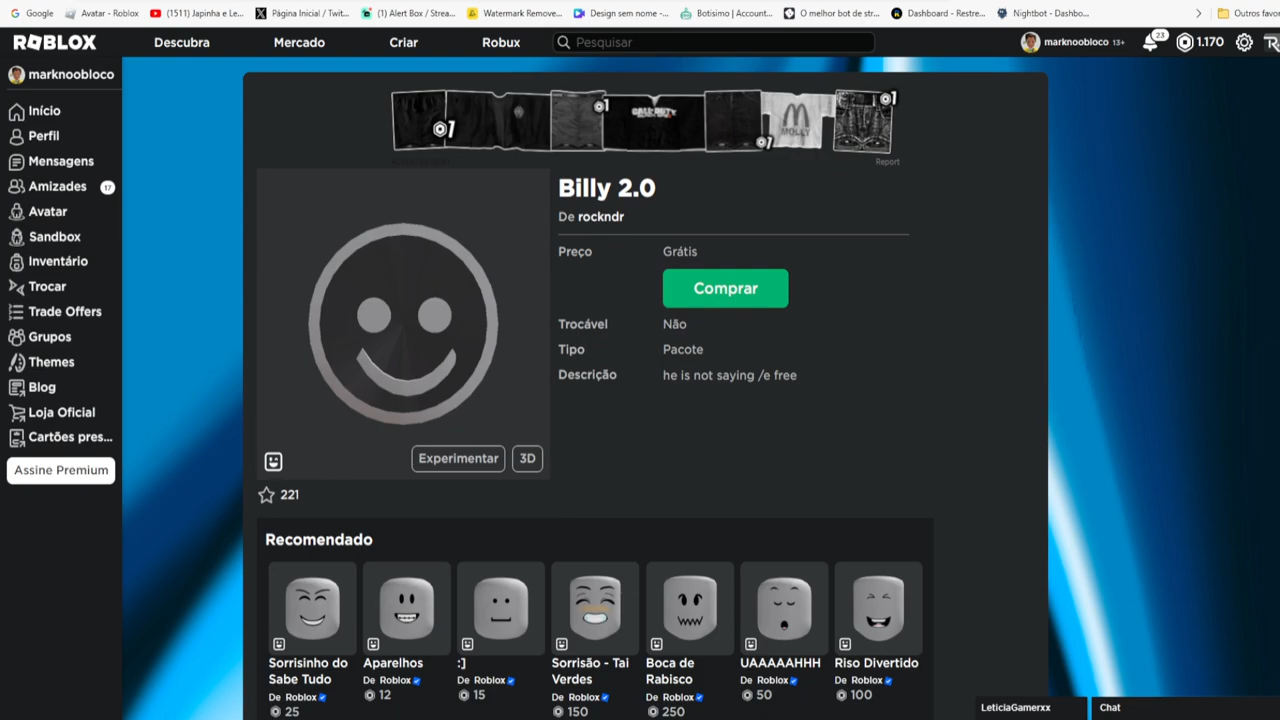 Google
Avatar - Roblox
(1511) Japinha e Le...
Página Inicial / Twit...
(1) Alert Box / Strea...
Watermark Remove...
Design sem nome -...
Botisimo | Account...
O melhor bot de str...
Dashboard - Restre...
Nightbot - Dashbo...
Outros favo
ROBLOX
Descubra
Mercado
Criar
Robux
Pesquisar
marknoobloco 13+
23
1.170
marknoobloco
Início
Perfil
Mensagens
Amizades 17
Avatar
Sandbox
Inventário
Trocar
Trade Offers
Grupos
Themes
Blog
Loja Oficial
Cartões pres...
Assine Premium
1
CALL OF DUTY
MOLLY
1
Report
Billy 2.0
De rockndr
Preço Grátis
Comprar
Trocável Não
Tipo Pacote
Descrição he is not saying /e free
Experimentar
3D
221
Recomendado
Sorrisinho do
Sabe Tudo
De Roblox
25
Aparelhos
De Roblox
12
:]
De Roblox
15
Sorrisão - Tai
Verdes
De Roblox
150
Boca de
Rabisco
De Roblox
250
UAAAAAHHH
De Roblox
50
Riso Divertido
De Roblox
100
LeticiaGamerxx
Chat